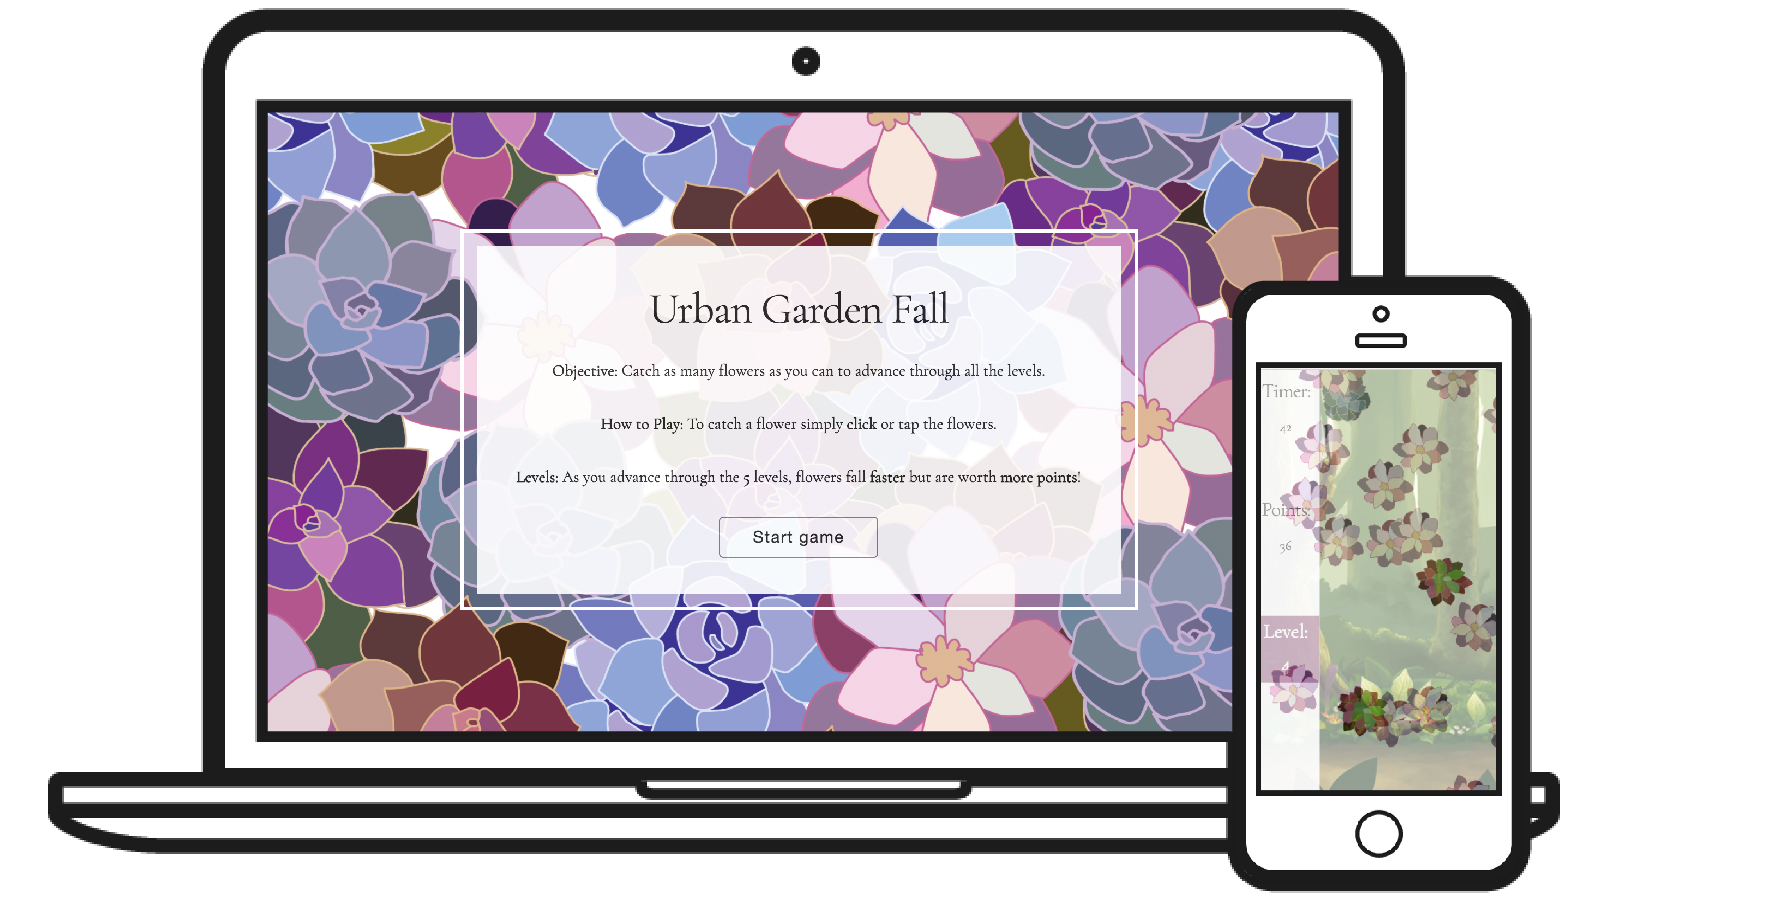 Urban Garden Fall
Objective: Catch as many flowers as you can to advance through all the levels.
How to Play: To catch a flower simply click or tap the flowers.
Levels: As you advance through the 5 levels, flowers fall faster but are worth more points!
Start game
Timer:
42
Points:
36
Level:
4